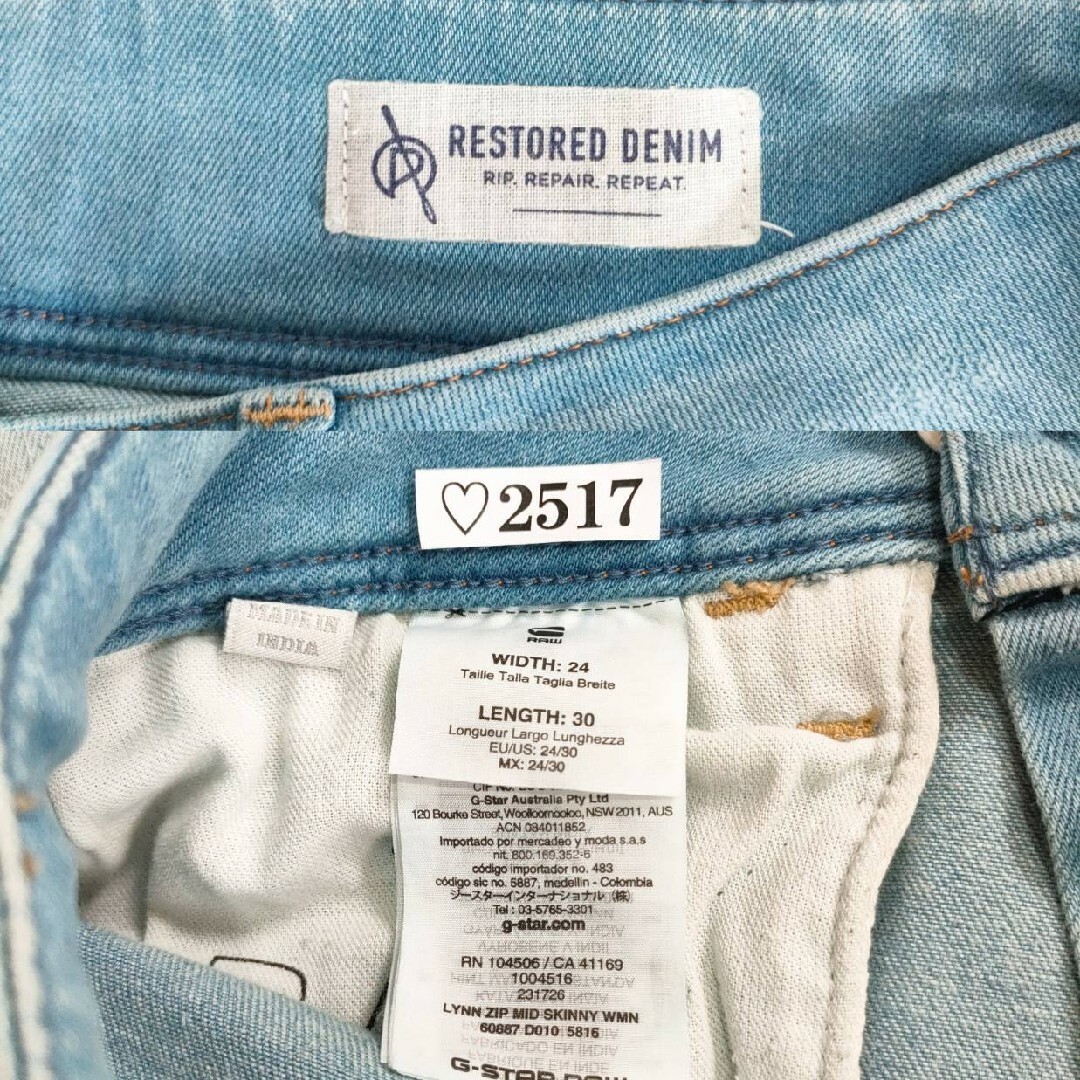 RESTORED DENIM
RIP. REPAIR. REPEAT.
♡2517
MADE IN
INDIA
RAW
WIDTH: 24
Taille Talla Taglia Breite
LENGTH: 30
Longueur Largo Lunghezza
EU/US: 24/30
MX: 24/30
G-Star Australia Pty Ltd
120 Bourke Street, Woolloomooloo, NSW 2011, AUS
ACN 084011852
Importado por mercadeo y moda s.a.s
nit. 800.169.352-6
código importador no. 483
código sic no. 5887, medellin - Colombia
ジースターインターナショナル (株)
Tel : 03-5765-3301
g-star.com
RN 104506 / CA 41169
1004516
231726
LYNN ZIP MID SKINNY WMN
60887 D010 5816
G-STAR RAW